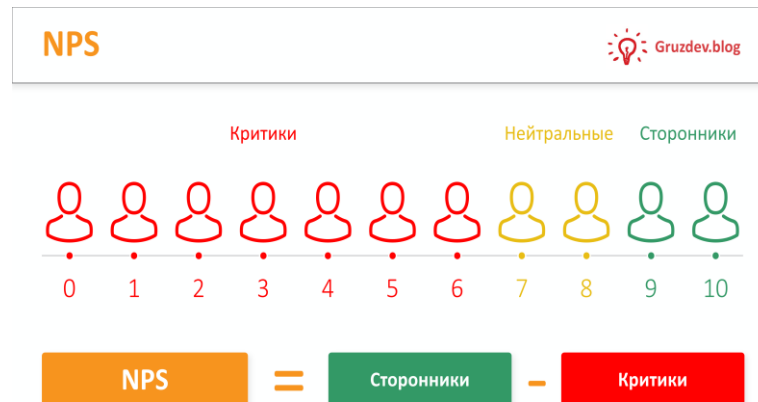 NPS
Gruzdev.blog
Критики
Нейтральные
Сторонники
0 1 2 3 4 5 6 7 8 9 10
NPS = Сторонники - Критики